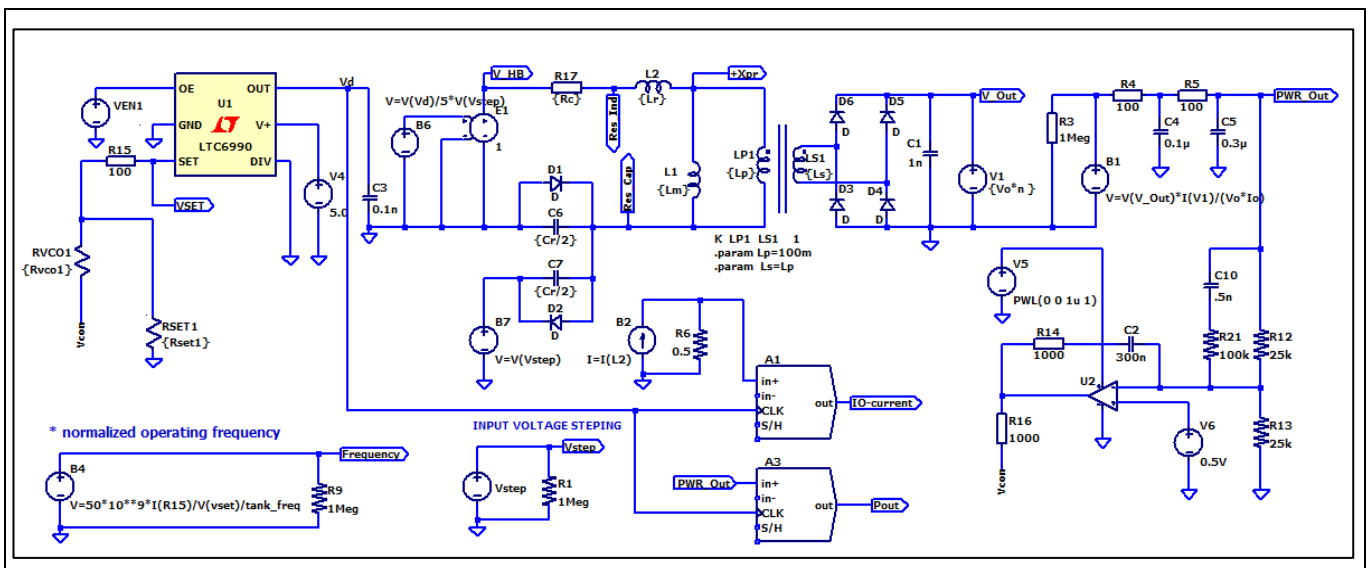 VEN1
OE
OUT
GND
U1
V+
LTC6990
SET
DIV
R15
100
VSET
RVCO1
{Rvco1}
Vcon
RSET1
{Rset1}
V4
5.0
Vd
C3
0.1n
V=V(Vd)/5*V(Vstep)
B6
E1
1
V_HB
R17
{Rc}
L2
{Lr}
Res_Ind
Res_Cap
+Xpr
D1
D
C6
{Cr/2}
C7
{Cr/2}
D2
D
B7
V=V(Vstep)
L1
{Lm}
LP1
{Lp}
LS1
{Ls}
K LP1 LS1 1
.param Lp=100m
.param Ls=Lp
D6
D
D5
D
D3
D
D4
D
C1
1n
V_Out
V1
{Vo*n }
R3
1Meg
R4
100
R5
100
C4
0.1µ
C5
0.3µ
PWR_Out
B1
V=V(V_Out)*I(V1)/(Vo*Io)
V5
PWL(0 0 1u 1)
C10
.5n
R21
100k
R12
25k
R14
1000
C2
300n
U2
R16
1000
Vcon
V6
0.5V
R13
25k
B2
I=I(L2)
R6
0.5
A1
in+
in-
CLK
S/H
out
IO-current
A3
PWR_Out
in+
in-
CLK
S/H
out
Pout
* normalized operating frequency
B4
V=50*10**9*I(R15)/V(vset)/tank_freq
Frequency
R9
1Meg
INPUT VOLTAGE STEPING
Vstep
Vstep
R1
1Meg